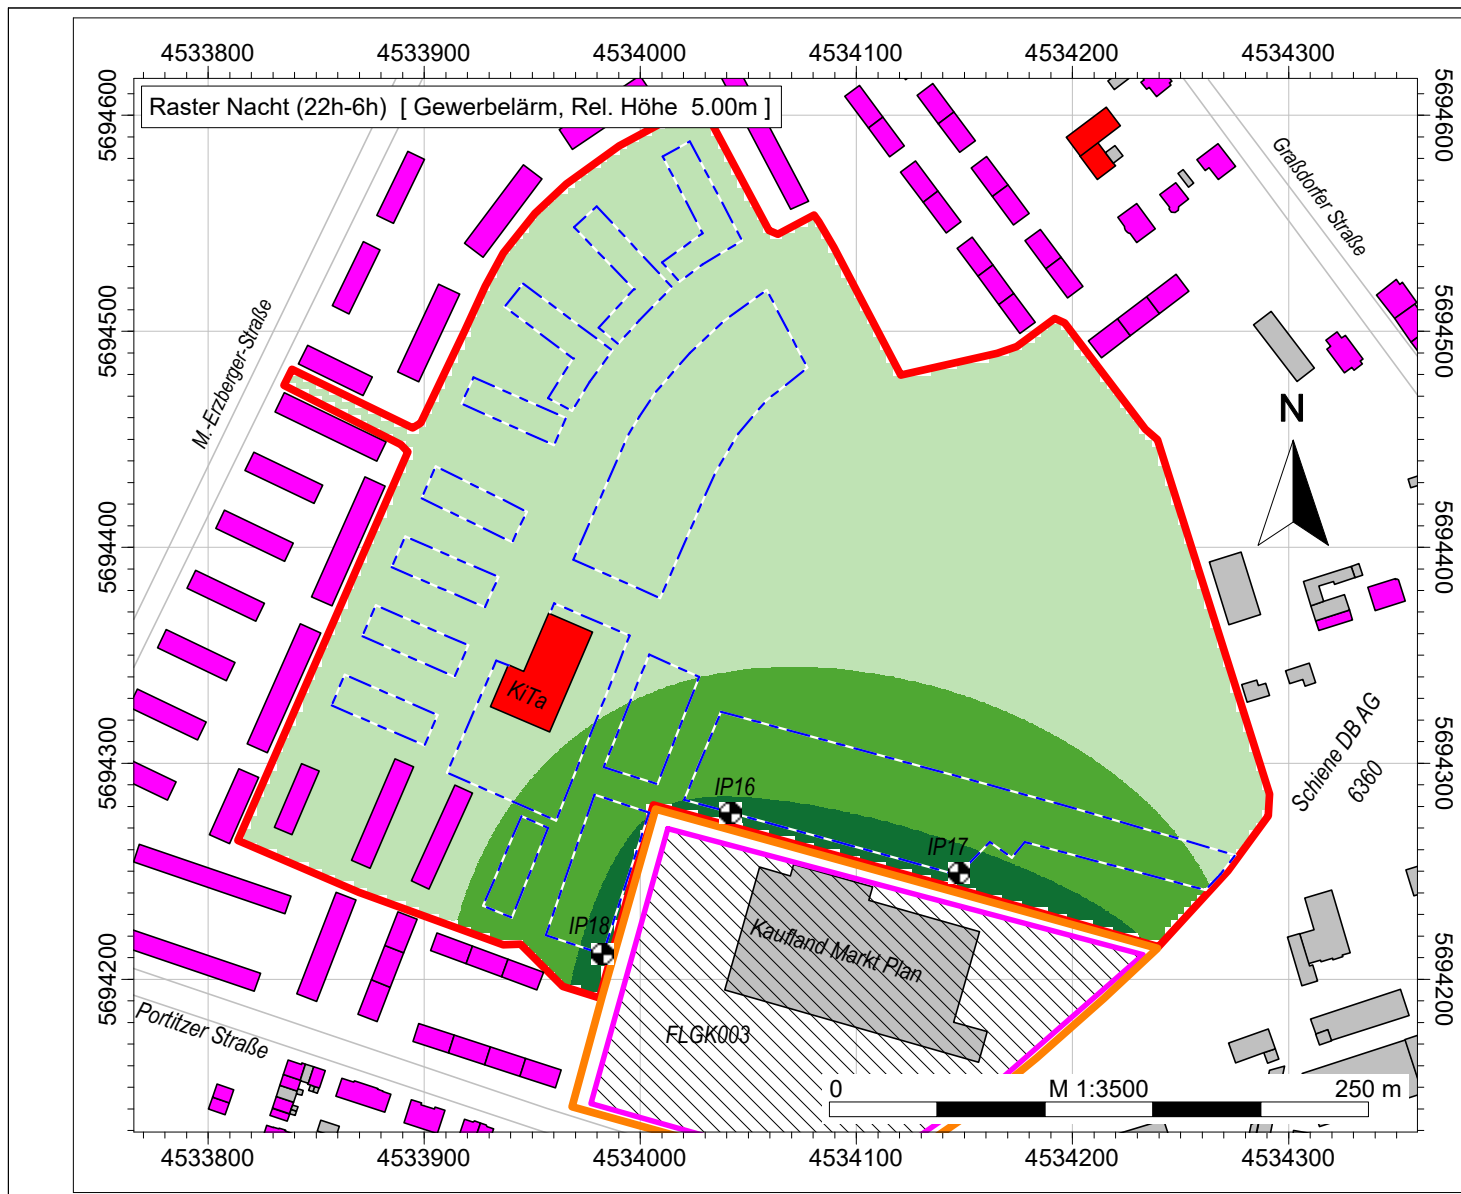 4533800 4533900 4534000 4534100 4534200 4534300
5694600 5694600
Raster Nacht (22h-6h) [ Gewerbelärm, Rel. Höhe 5.00m ]
Graßdorfer Straße
5694500 5694500
M.-Erzberger-Straße
N
5694400 5694400
KiTa
Schiene DB AG
6360
5694300 5694300
IP16
IP17
IP18
Kaufland Markt Plan
5694200 5694200
Portitzer Straße
FLGK003
0 M 1:3500 250 m
4533800 4533900 4534000 4534100 4534200 4534300